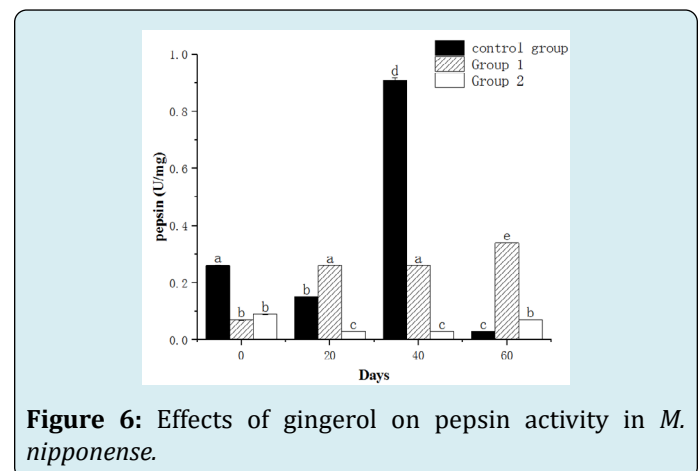 control group
Group 1
Group 2
pepsin (U/mg)
1.0
0.8
0.6
0.4
0.2
0.0
a
b
b
b
a
c
d
a
c
c
e
b
0
20
40
60
Days
Figure 6: Effects of gingerol on pepsin activity in M.
nipponense.